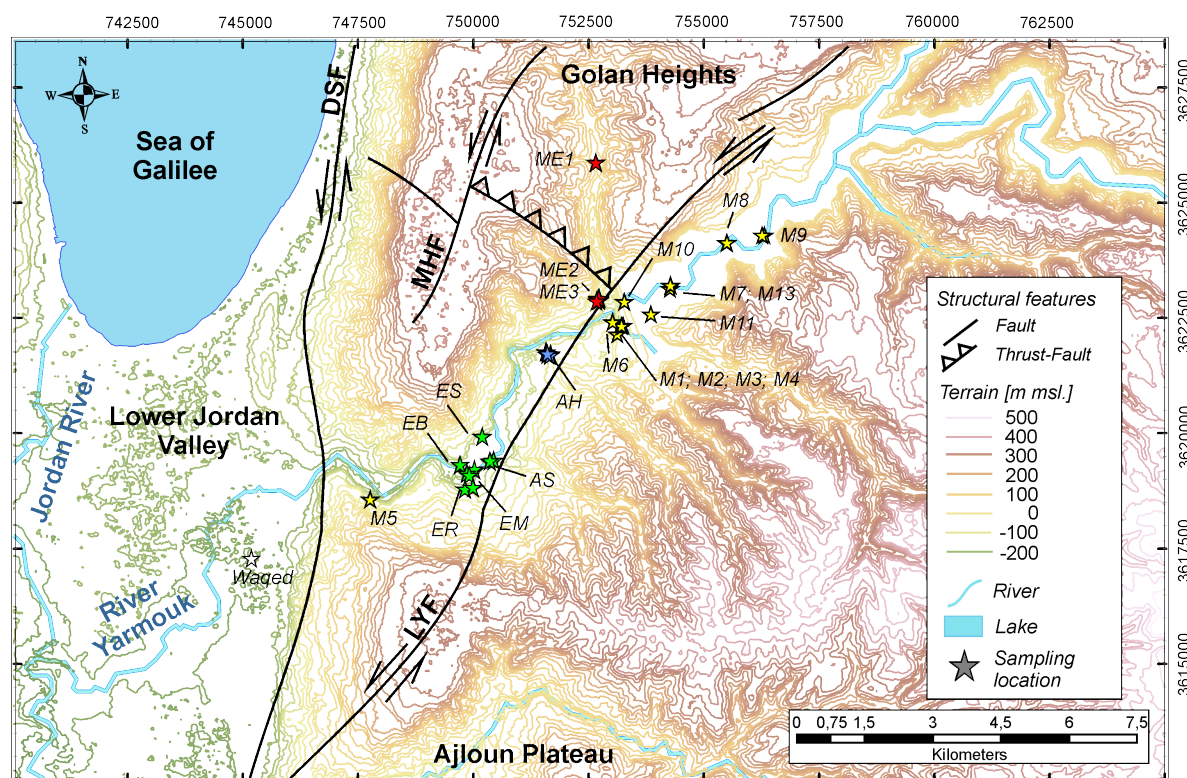 742500 745000 747500 750000 752500 755000 757500 760000 762500
3627500
3625000
3622500
3620000
3617500
3615000
N
W E
S
Sea of
Galilee
DSF
Golan Heights
MHF
ME1
ME2
ME3
M8
M9
M10
M7; M13
M11
M6
M1; M2; M3; M4
AH
ES
EB
AS
EM
ER
M5
Jordan River
Lower Jordan
Valley
Waqed
River
Yarmouk
LYF
Ajloun Plateau
Structural features
Fault
Thrust-Fault
Terrain [m msl.]
500
400
300
200
100
0
-100
-200
River
Lake
Sampling
location
0 0,75 1,5 3 4,5 6 7,5
Kilometers